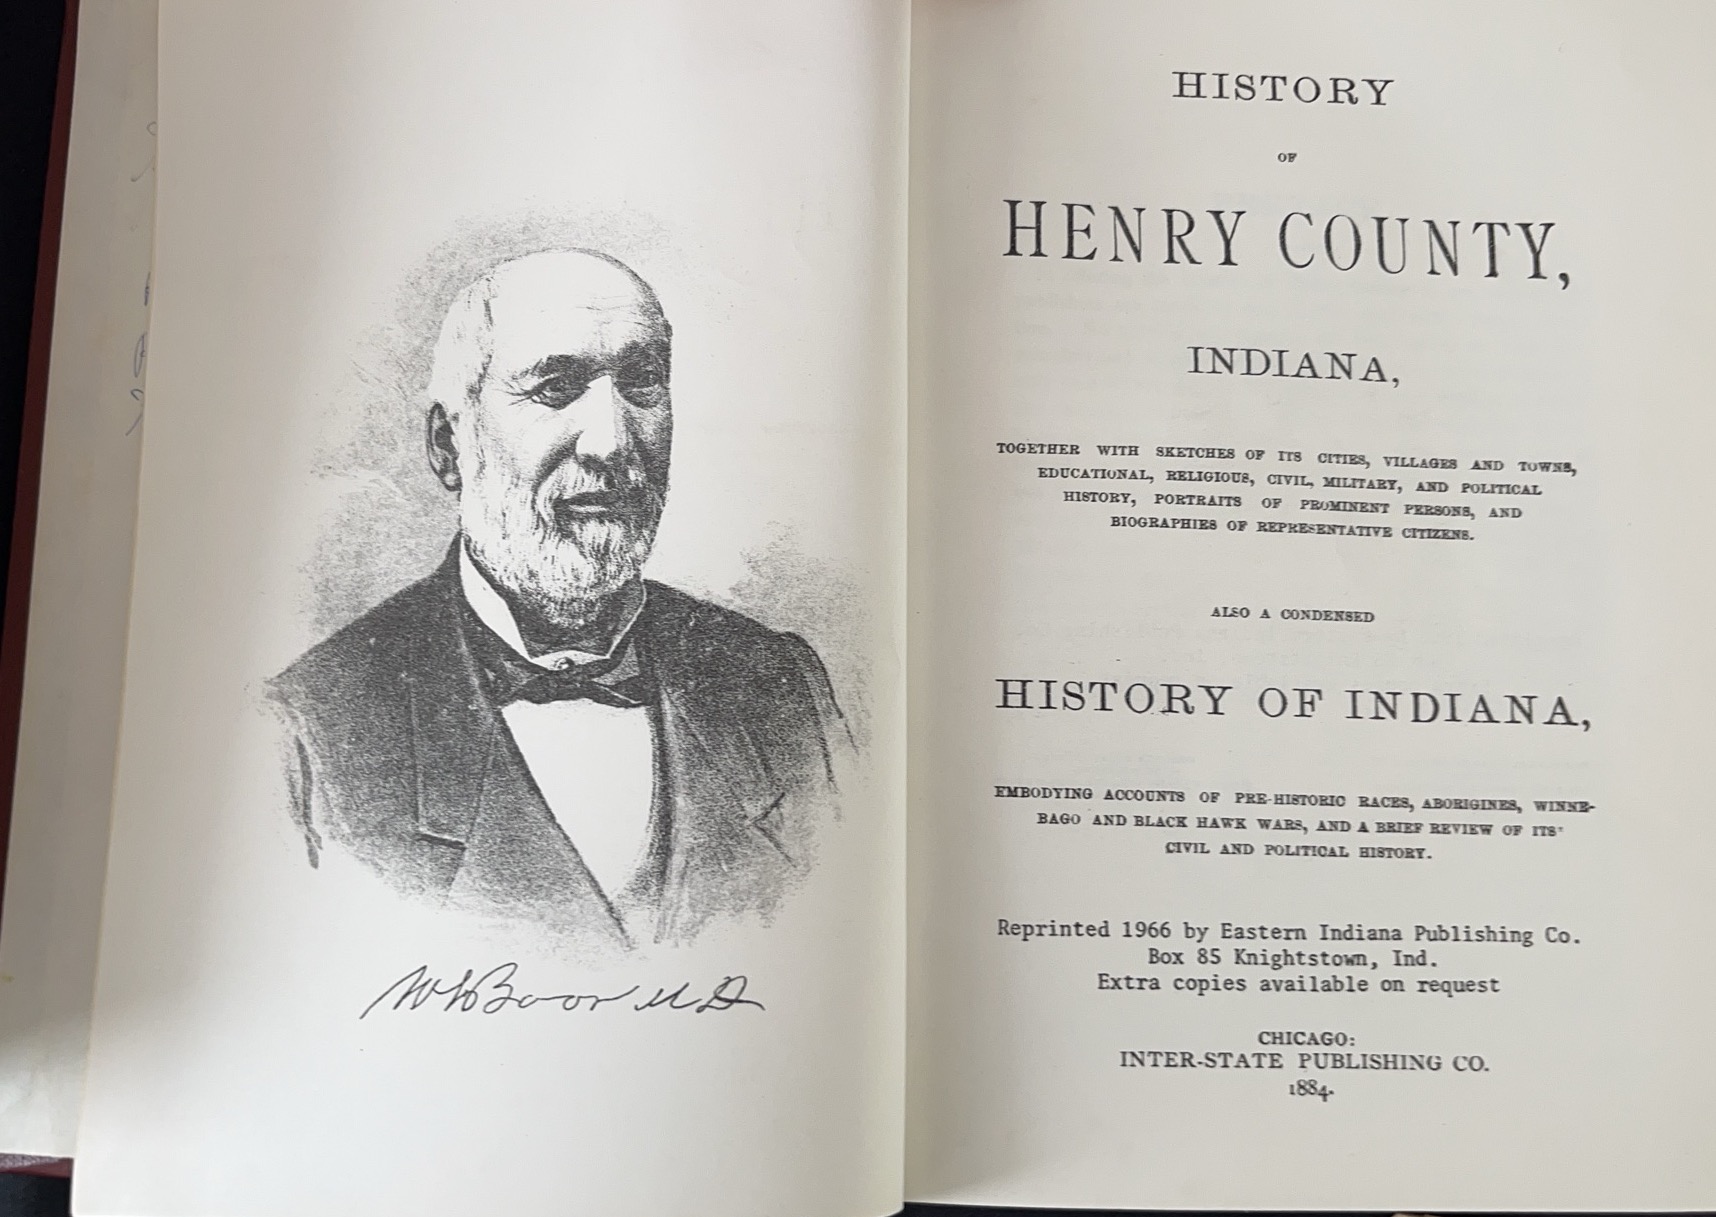 W H Boor M D
HISTORY
OF
HENRY COUNTY,
INDIANA,
TOGETHER WITH SKETCHES OF ITS CITIES, VILLAGES AND TOWNS,
EDUCATIONAL, RELIGIOUS, CIVIL, MILITARY, AND POLITICAL
HISTORY, PORTRAITS OF PROMINENT PERSONS, AND
BIOGRAPHIES OF REPRESENTATIVE CITIZENS.
ALSO A CONDENSED
HISTORY OF INDIANA,
EMBODYING ACCOUNTS OF PRE-HISTORIC RACES, ABORIGINES, WINNE-
BAGO AND BLACK HAWK WARS, AND A BRIEF REVIEW OF ITS
CIVIL AND POLITICAL HISTORY.
Reprinted 1966 by Eastern Indiana Publishing Co.
Box 85 Knightstown, Ind.
Extra copies available on request
CHICAGO:
INTER-STATE PUBLISHING CO.
1884.